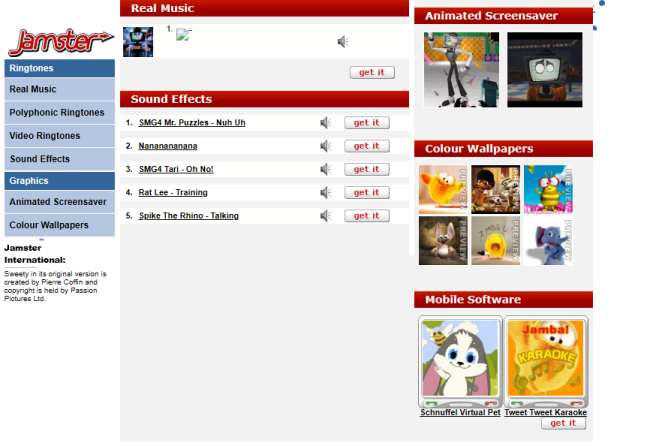 Jamster
Ringtones
Real Music
Polyphonic Ringtones
Video Ringtones
Sound Effects
Graphics
Animated Screensaver
Colour Wallpapers
Jamster
International:
Sweety in its original version is
created by Pierre Coffin and
copyright is held by Passion
Pictures Ltd.
Real Music
1.
get it
Sound Effects
1. SMG4 Mr. Puzzles - Nuh Uh
get it
2. Nanananana­nana
get it
3. SMG4 Tari - Oh No!
get it
4. Rat Lee - Training
get it
5. Spike The Rhino - Talking
get it
Animated Screensaver
Colour Wallpapers
PREVIEW
PREVIEW
PREVIEW
PREVIEW
PREVIEW
PREVIEW
Mobile Software
Jamba!
KARAOKE
Schnuffel Virtual Pet
Tweet Tweet Karaoke
get it